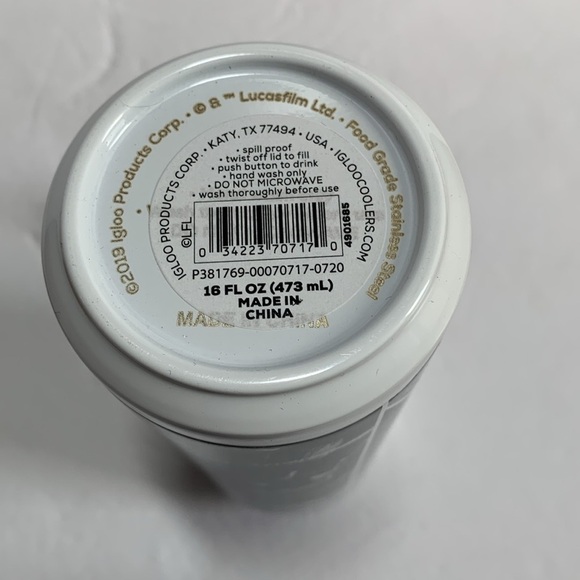 ©2019 Igloo Products Corp. • © & ™ Lucasfilm Ltd. • Food Grade Stainless Steel
IGLOO PRODUCTS CORP. • KATY, TX 77494 • USA • IGLOOCOOLERS.COM
• spill proof
• twist off lid to fill
• push button to drink
• hand wash only
• DO NOT MICROWAVE
• wash thoroughly before use
©LFL
0 34223 70717 0
4901685
P381769-00070717-0720
16 FL OZ (473 mL)
MADE IN
CHINA
MADE IN CHINA